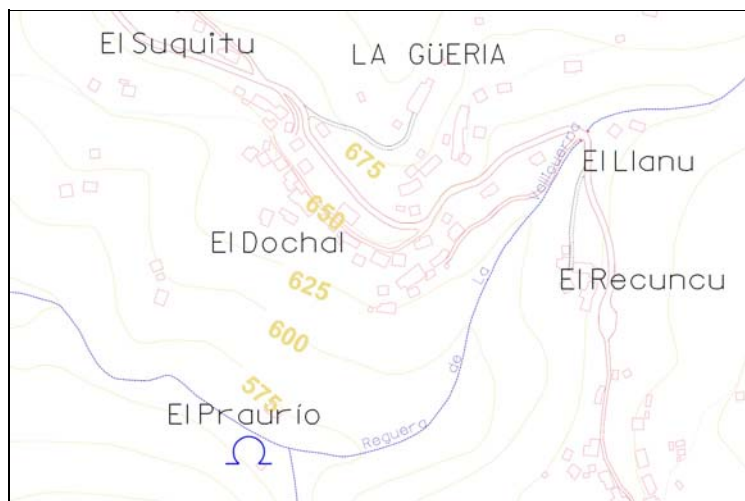 El Suquitu
LA GÜERIA
675
El Llanu
650
El Dochal
625
El Recuncu
600
575
El Praurío
Reguera de La Vallicuerra